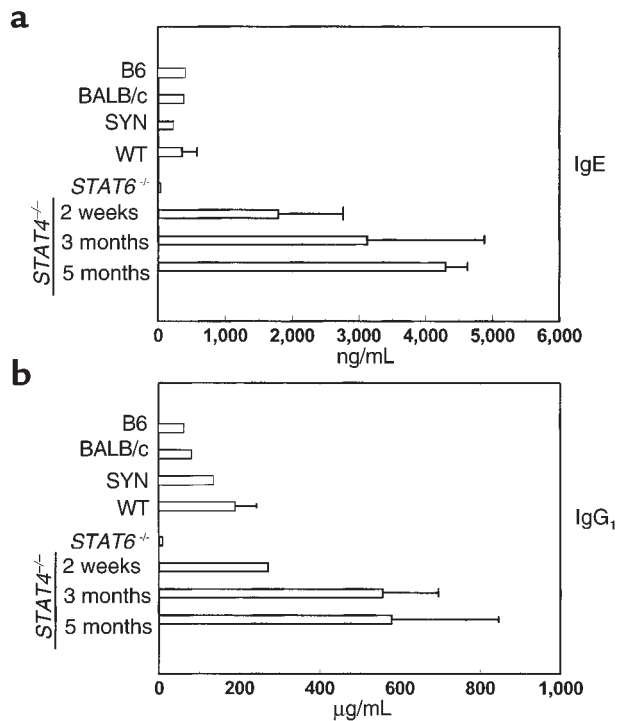 a
B6
BALB/c
SYN
WT
STAT6 -/-
STAT4-/-
2 weeks
3 months
5 months
IgE
0 1,000 2,000 3,000 4,000 5,000 6,000
ng/mL
b
B6
BALB/c
SYN
WT
STAT6 -/-
STAT4-/-
2 weeks
3 months
5 months
IgG1
0 200 400 600 800 1,000
μg/mL